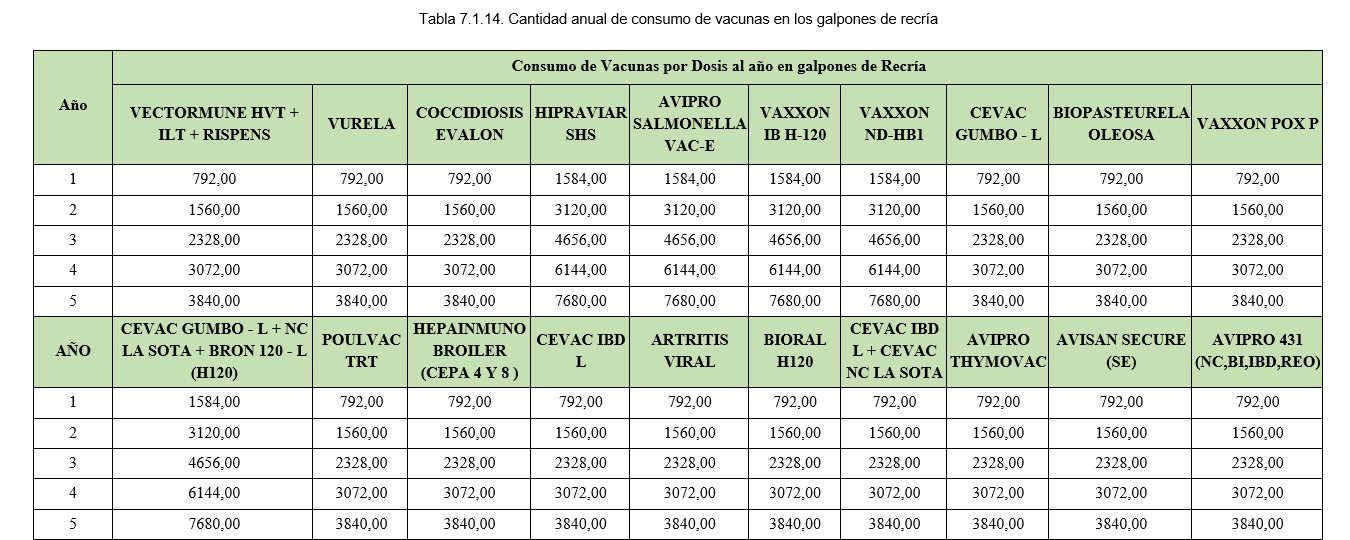 Tabla 7.1.14. Cantidad anual de consumo de vacunas en los galpones de recría
Año
Consumo de Vacunas por Dosis al año en galpones de Recría
VECTORMUNE HVT +
ILT + RISPENS
VURELA
COCCIDIOSIS
EVALON
HIPRAVIAR
SHS
AVIPRO
SALMONELLA
VAC-E
VAXXON
IB H-120
VAXXON
ND-HB1
CEVAC
GUMBO - L
BIOPASTEURELA
OLEOSA
VAXXON POX P
1 792,00 792,00 792,00 1584,00 1584,00 1584,00 1584,00 792,00 792,00 792,00
2 1560,00 1560,00 1560,00 3120,00 3120,00 3120,00 3120,00 1560,00 1560,00 1560,00
3 2328,00 2328,00 2328,00 4656,00 4656,00 4656,00 4656,00 2328,00 2328,00 2328,00
4 3072,00 3072,00 3072,00 6144,00 6144,00 6144,00 6144,00 3072,00 3072,00 3072,00
5 3840,00 3840,00 3840,00 7680,00 7680,00 7680,00 7680,00 3840,00 3840,00 3840,00
AÑO
CEVAC GUMBO - L + NC
LA SOTA + BRON 120 - L
(H120)
POULVAC
TRT
HEPAINMUNO
BROILER
(CEPA 4 Y 8 )
CEVAC IBD
L
ARTRITIS
VIRAL
BIORAL
H120
CEVAC IBD
L + CEVAC
NC LA SOTA
AVIPRO
THYMOVAC
AVISAN SECURE
(SE)
AVIPRO 431
(NC,BI,IBD,REO)
1 1584,00 792,00 792,00 792,00 792,00 792,00 792,00 792,00 792,00 792,00
2 3120,00 1560,00 1560,00 1560,00 1560,00 1560,00 1560,00 1560,00 1560,00 1560,00
3 4656,00 2328,00 2328,00 2328,00 2328,00 2328,00 2328,00 2328,00 2328,00 2328,00
4 6144,00 3072,00 3072,00 3072,00 3072,00 3072,00 3072,00 3072,00 3072,00 3072,00
5 7680,00 3840,00 3840,00 3840,00 3840,00 3840,00 3840,00 3840,00 3840,00 3840,00